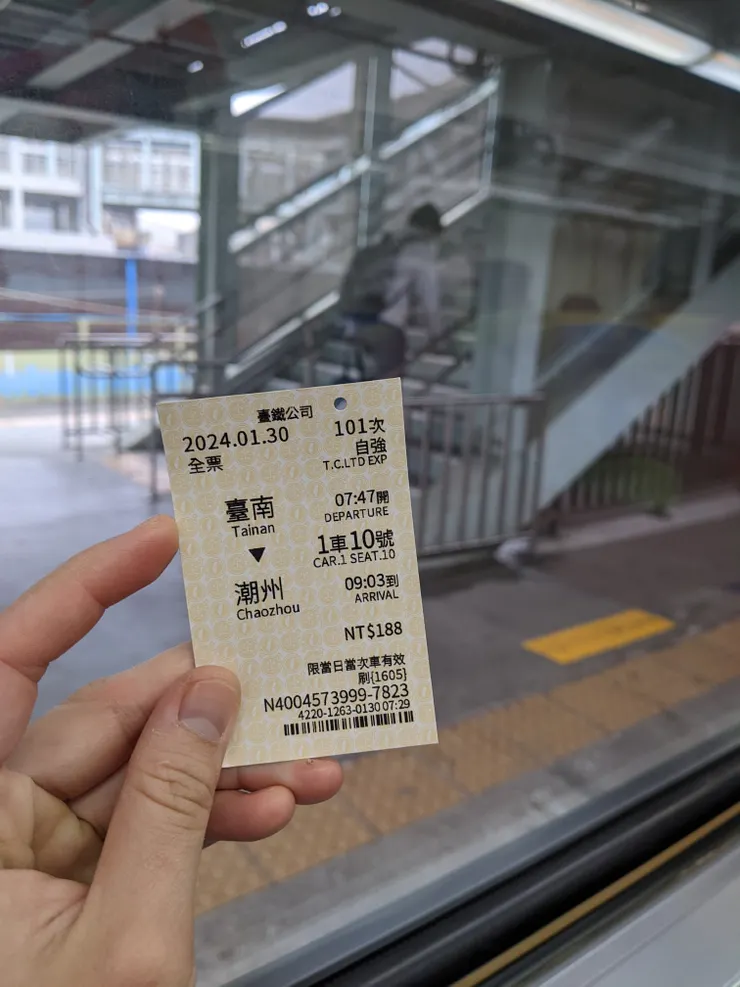 臺鐵公司
2024.01.30 101次
全票 自強
T.C.LTD EXP
臺南 07:47開
Tainan DEPARTURE
▼ 1車10號
CAR.1 SEAT.10
潮州 09:03到
Chaozhou ARRIVAL
NT$188
限當日當次車有效
刷{1605}
N4004573999-7823
4220-1263-0130 07:29